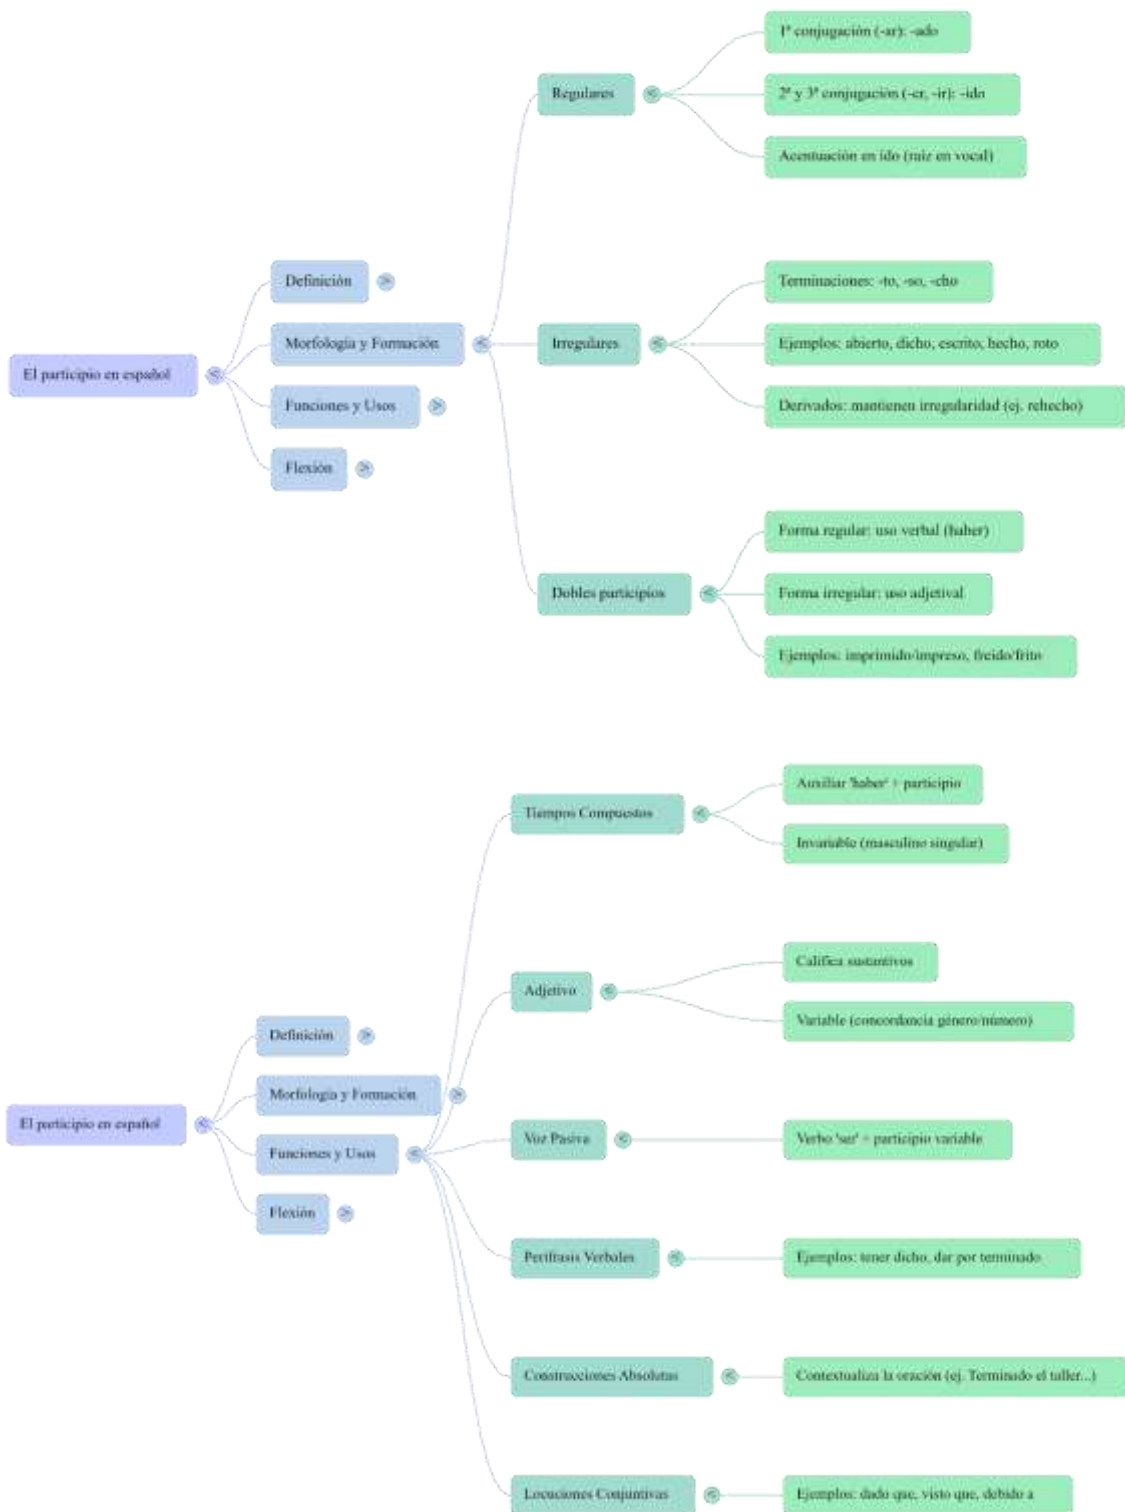 El participio en español
Definición
Morfología y Formación
Funciones y Usos
Flexión
Regulares
1ª conjugación (-ar): -ado
2ª y 3ª conjugación (-er, -ir): -ido
Acentuación en ído (raíz en vocal)
Irregulares
Terminaciones: -to, -so, -cho
Ejemplos: abierto, dicho, escrito, hecho, roto
Derivados: mantienen irregularidad (ej. rehecho)
Dobles participios
Forma regular: uso verbal (haber)
Forma irregular: uso adjetival
Ejemplos: imprimido/impreso, freído/frito
El participio en español
Definición
Morfología y Formación
Funciones y Usos
Flexión
Tiempos Compuestos
Auxiliar 'haber' + participio
Invariable (masculino singular)
Adjetivo
Califica sustantivos
Variable (concordancia género/número)
Voz Pasiva
Verbo 'ser' + participio variable
Perífrasis Verbales
Ejemplos: tener dicho, dar por terminado
Construcciones Absolutas
Contextualiza la oración (ej. Terminado el taller...)
Locuciones Conjuntivas
Ejemplos: dado que, visto que, debido a